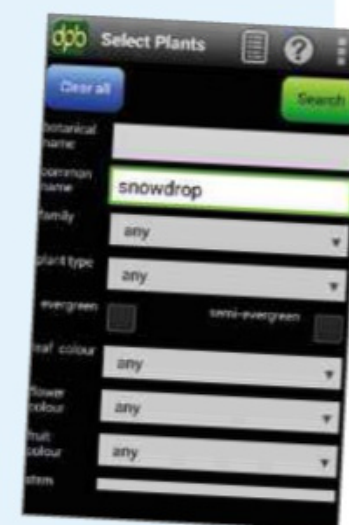 dpb Select Plants
Clear all Search
botanical
name
common
name snowdrop
family any
plant type any
evergreen semi-evergreen
leaf colour any
flower
colour any
fruit
colour any
stem